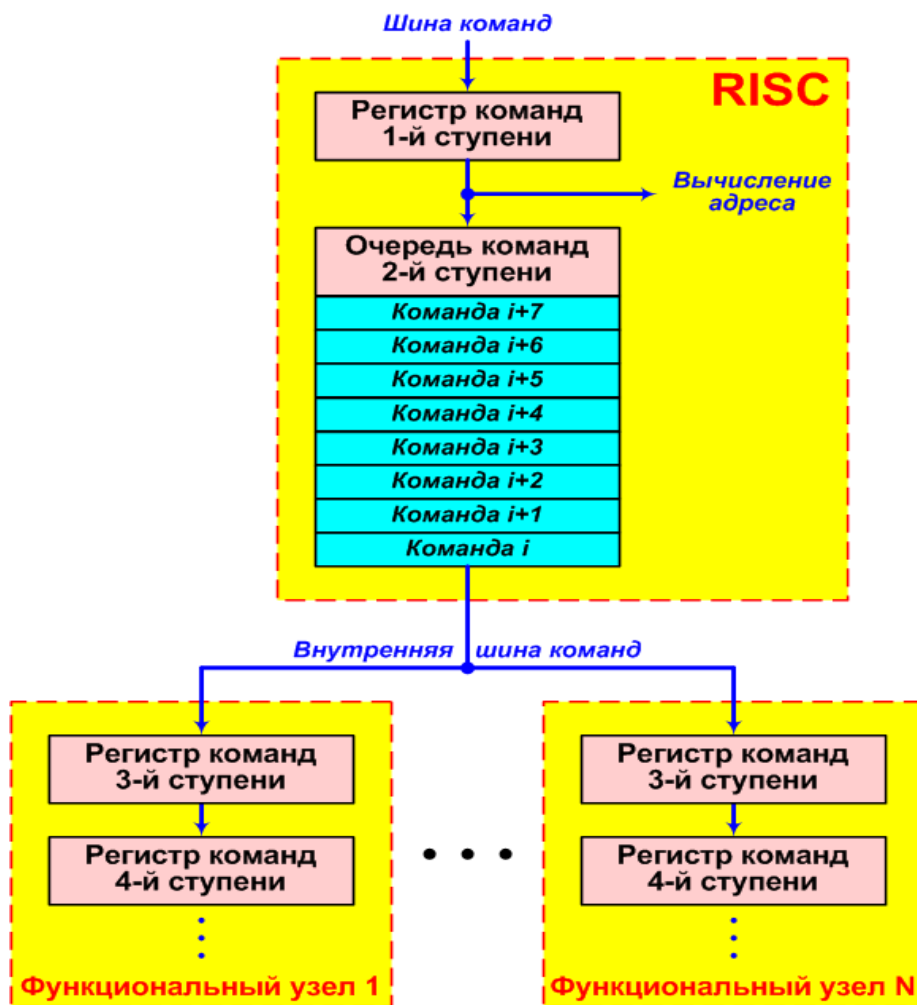 Шина команд
RISC
Регистр команд
1-й ступени
Вычисление
адреса
Очередь команд
2-й ступени
Команда i+7
Команда i+6
Команда i+5
Команда i+4
Команда i+3
Команда i+2
Команда i+1
Команда i
Внутренняя шина команд
Регистр команд
3-й ступени
Регистр команд
4-й ступени
Функциональный узел 1
Регистр команд
3-й ступени
Регистр команд
4-й ступени
Функциональный узел N